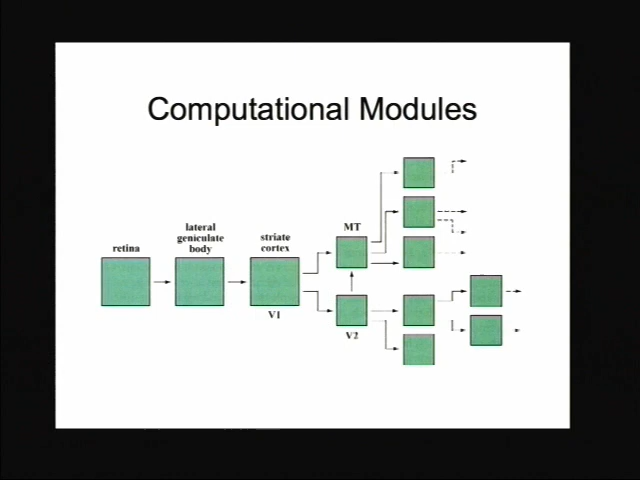 Computational Modules
retina
lateral
geniculate
body
striate
cortex
V1
MT
V2